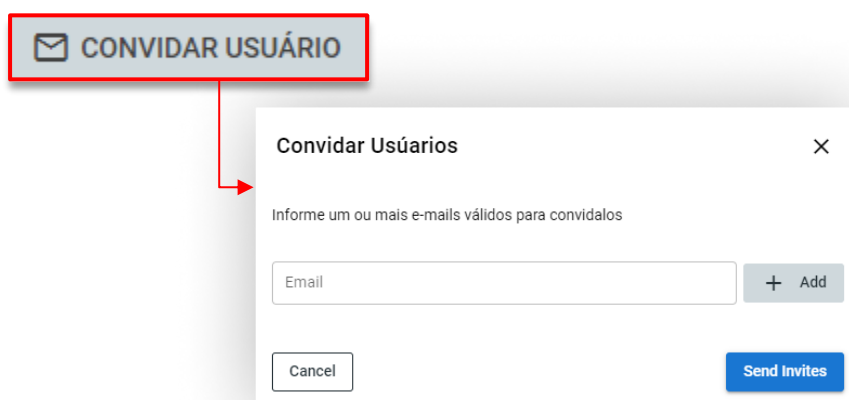 CONVIDAR USUÁRIO
Convidar Usúarios
Informe um ou mais e-mails válidos para convidalos
Email
+ Add
Cancel
Send Invites